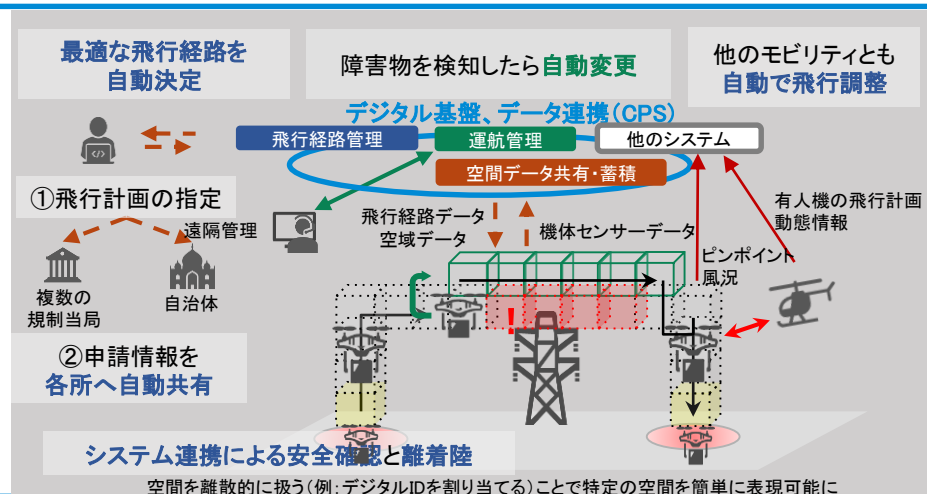 最適な飛行経路を
自動決定
障害物を検知したら自動変更
他のモビリティとも
自動で飛行調整
デジタル基盤、データ連携(CPS)
飛行経路管理
運航管理
他のシステム
空間データ共有・蓄積
①飛行計画の指定
遠隔管理
飛行経路データ
空域データ
機体センサーデータ
有人機の飛行計画
動態情報
ピンポイント
風況
複数の
規制当局
自治体
!
②申請情報を
各所へ自動共有
システム連携による安全確認と離着陸
空間を離散的に扱う(例:デジタルIDを割り当てる)ことで特定の空間を簡単に表現可能に